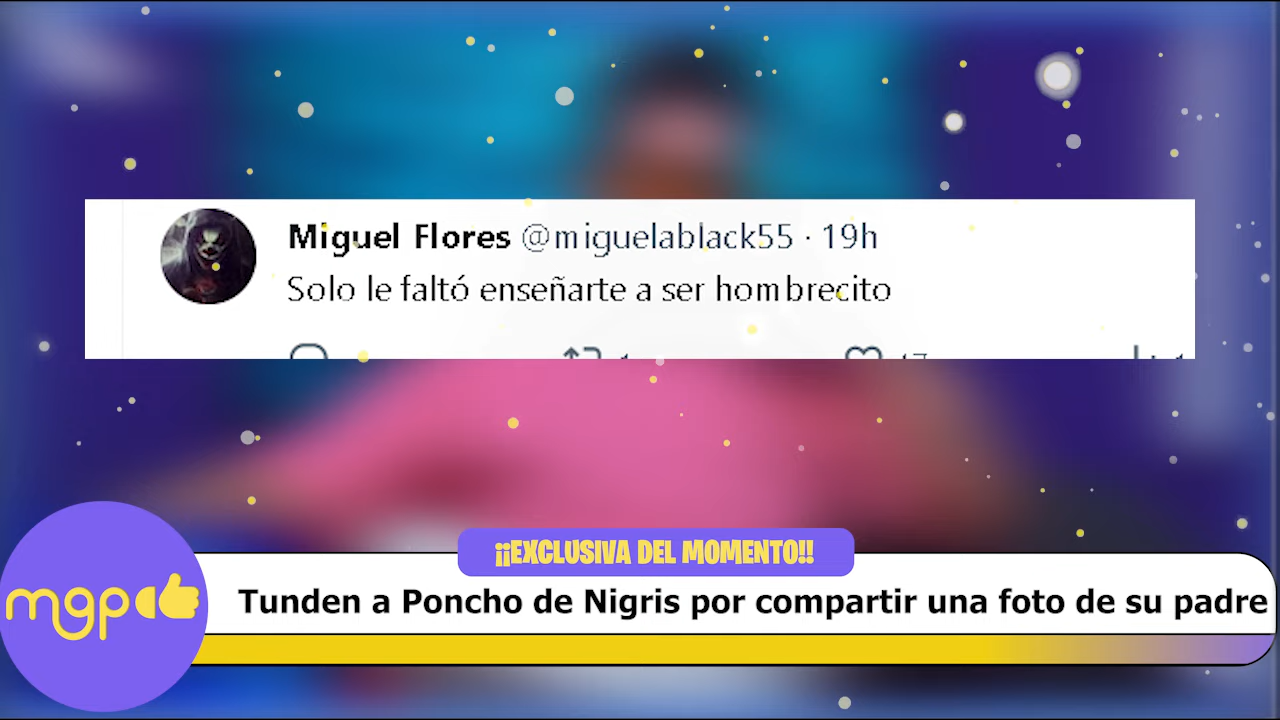 Miguel Flores @miguelablack55 · 19h
Solo le faltó enseñarte a ser hombrecito
¡¡EXCLUSIVA DEL MOMENTO!!
mgp
Tunden a Poncho de Nigris por compartir una foto de su padre